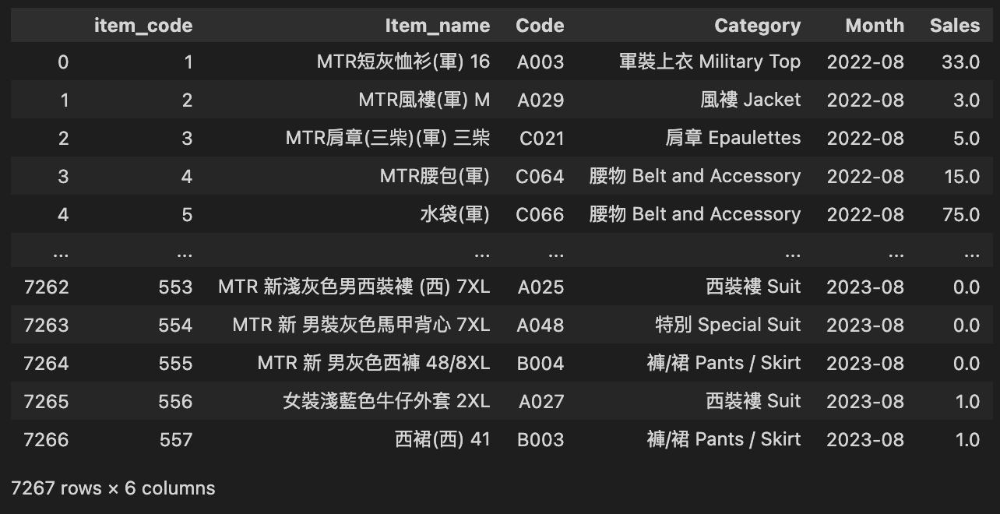 item_code Item_name Code Category Month Sales
0 1 MTR短灰恤衫(軍) 16 A003 軍裝上衣 Military Top 2022-08 33.0
1 2 MTR風褸(軍) M A029 風褸 Jacket 2022-08 3.0
2 3 MTR肩章(三柴)(軍) 三柴 C021 肩章 Epaulettes 2022-08 5.0
3 4 MTR腰包(軍) C064 腰物 Belt and Accessory 2022-08 15.0
4 5 水袋(軍) C066 腰物 Belt and Accessory 2022-08 75.0
... ... ... ... ... ... ...
7262 553 MTR 新淺灰色男西裝褸 (西) 7XL A025 西裝褸 Suit 2023-08 0.0
7263 554 MTR 新 男裝灰色馬甲背心 7XL A048 特別 Special Suit 2023-08 0.0
7264 555 MTR 新 男灰色西褲 48/8XL B004 褲/裙 Pants / Skirt 2023-08 0.0
7265 556 女裝淺藍色牛仔外套 2XL A027 西裝褸 Suit 2023-08 1.0
7266 557 西裙(西) 41 B003 褲/裙 Pants / Skirt 2023-08 1.0
7267 rows × 6 columns